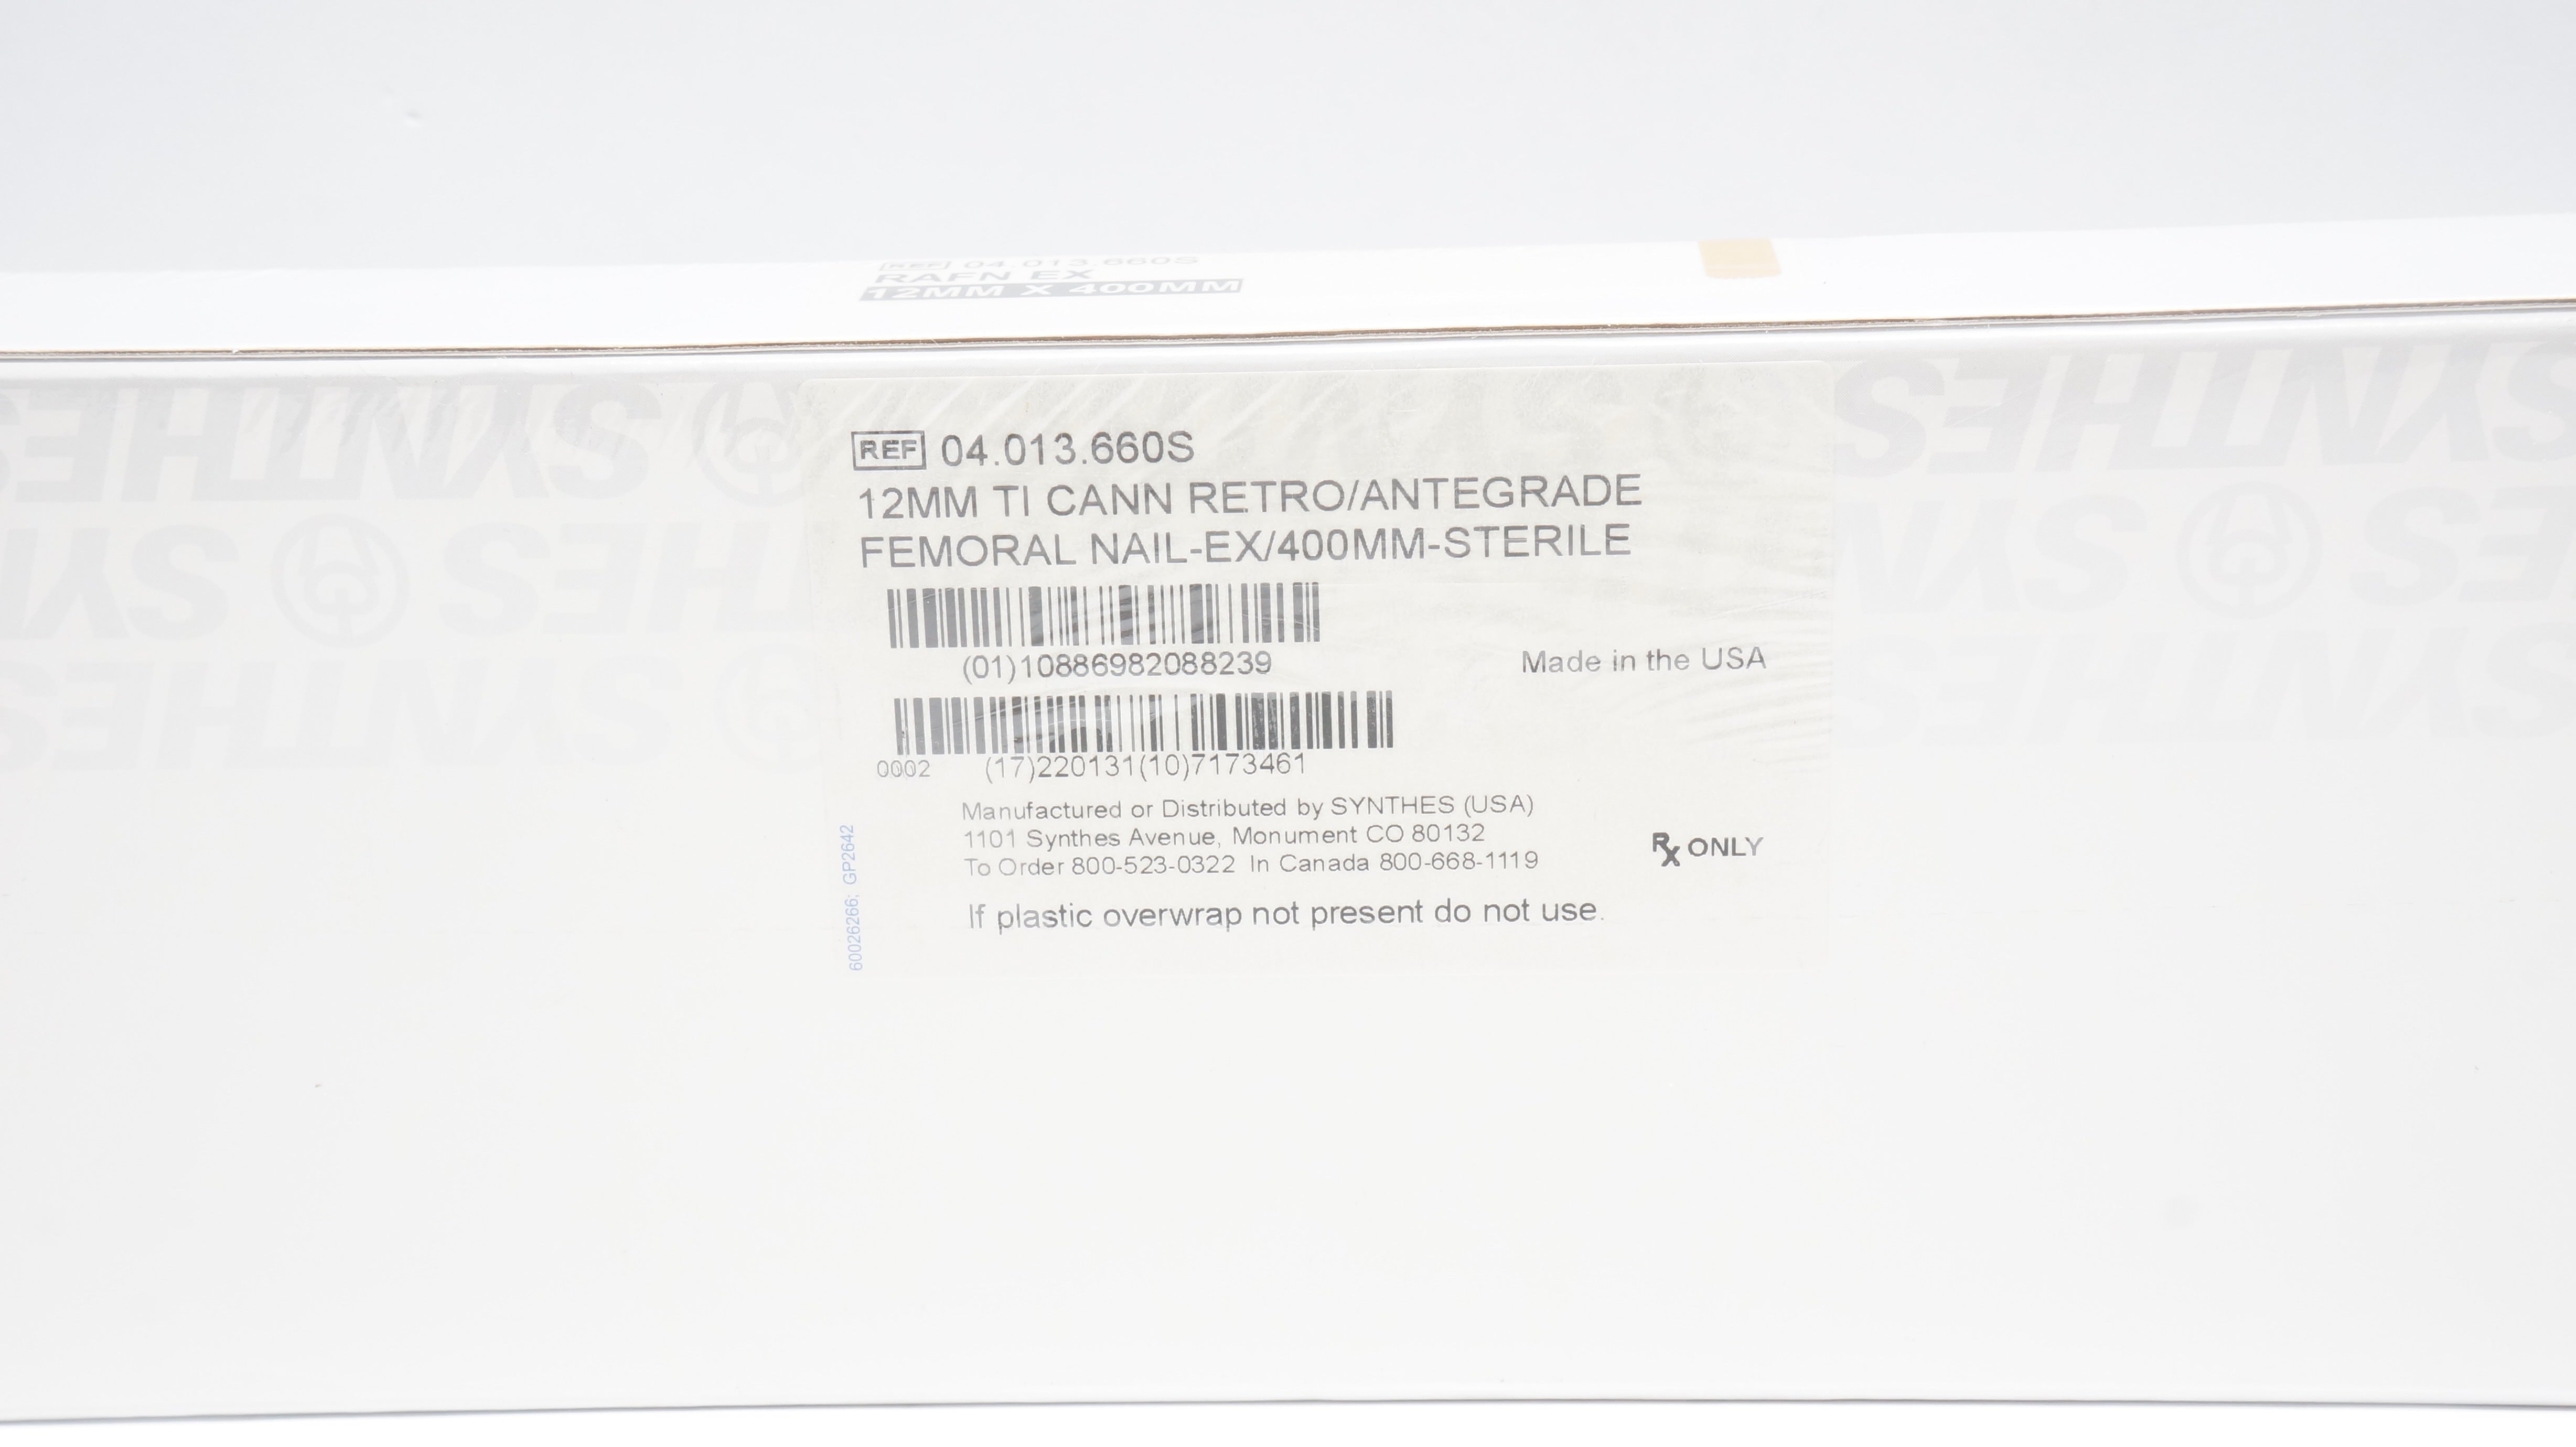 REF 04.013.660S
RAFN EX
12MM X 400MM
SYNTHES
SYNTHES
REF 04.013.660S
12MM TI CANN RETRO/ANTEGRADE
FEMORAL NAIL-EX/400MM-STERILE
(01)10886982088239
Made in the USA
0002 (17)220131(10)7173461
Manufactured or Distributed by SYNTHES (USA)
1101 Synthes Avenue, Monument CO 80132
To Order 800-523-0322 In Canada 800-668-1119
Rx ONLY
If plastic overwrap not present do not use.
60026266; GP2642